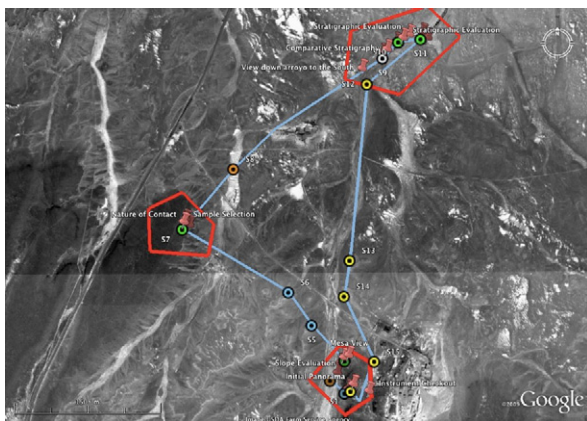 Stratigraphic Evaluation
Stratigraphic Evaluation
Comparative Stratigraphy
S11
S9
View down arroyo to the south
S12
S8
Nature of Contact
Sample Selection
S7
S13
S6
S14
S5
Mesa View
Slope Evaluation
Initial Panorama
Instrument Checkout
Google